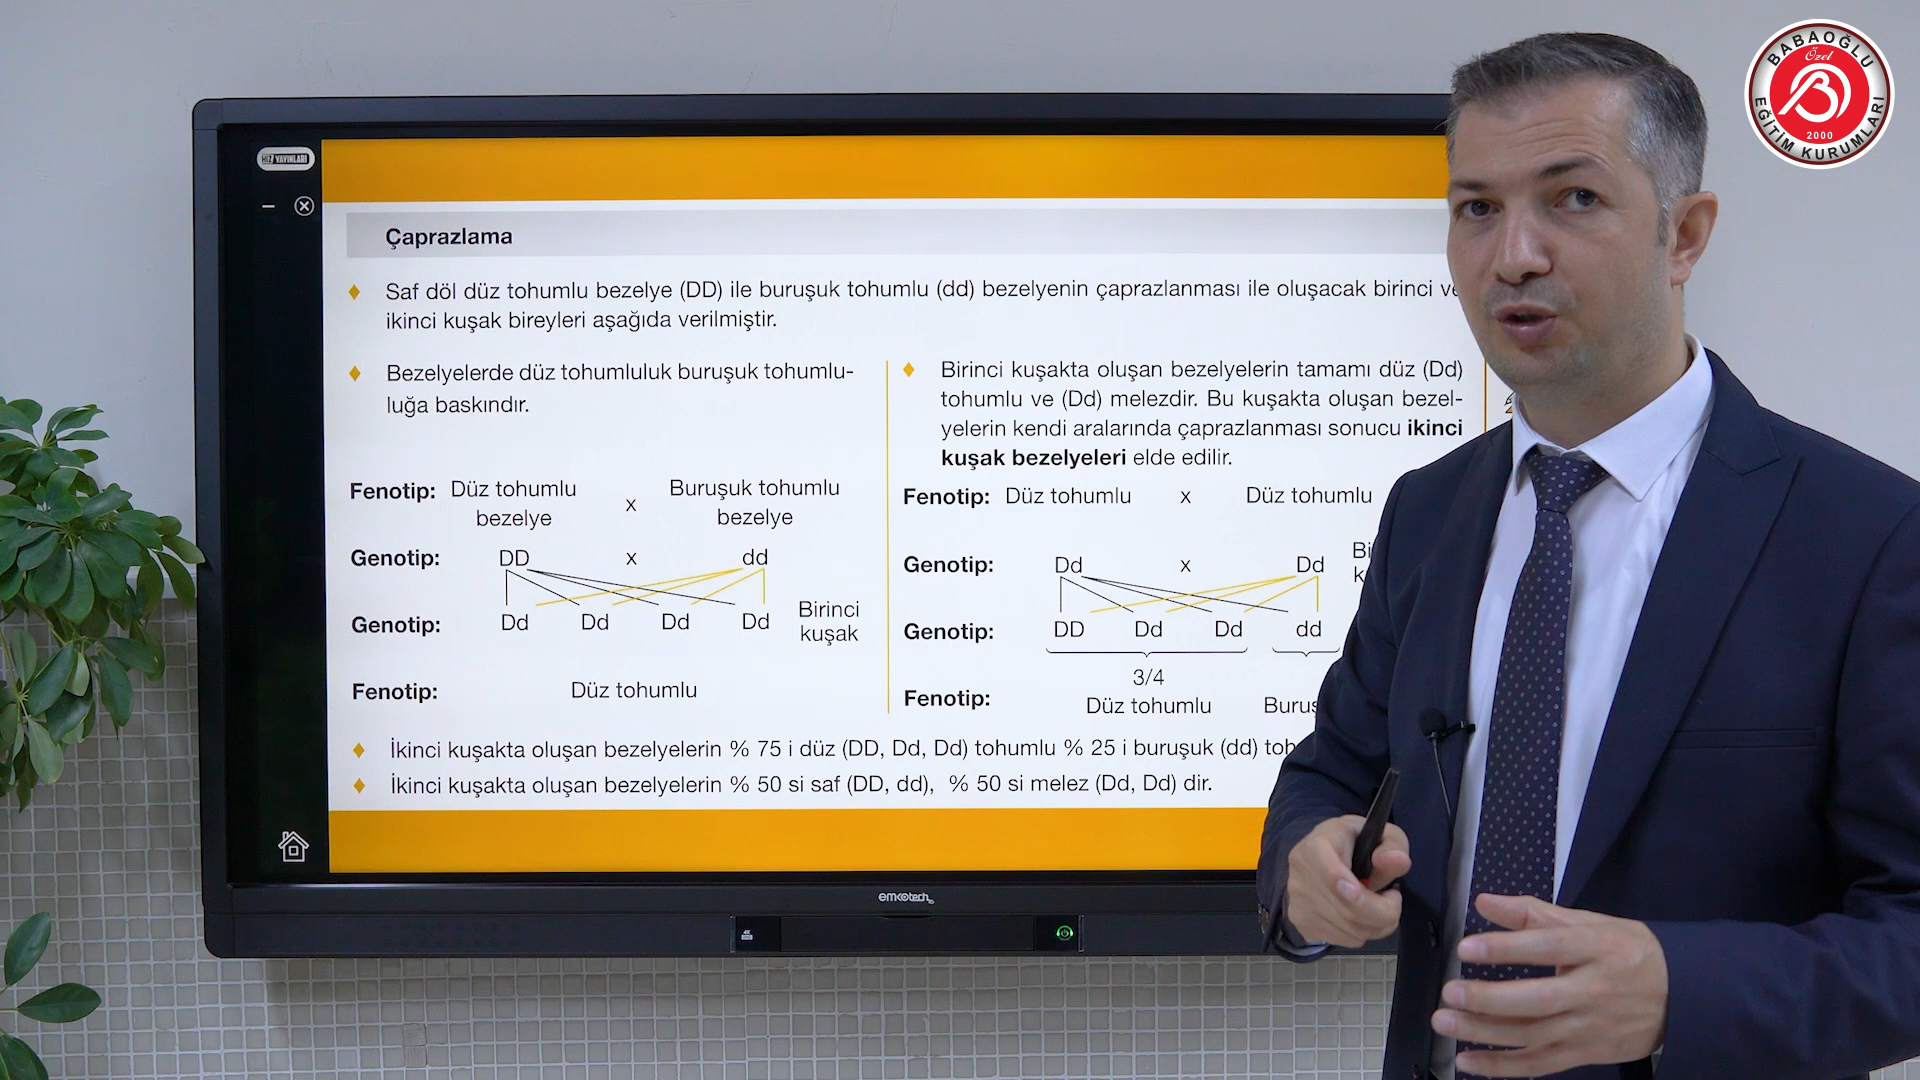 BABAOĞLU
Özel
B
2000
EĞİTİM KURUMLARI
HIZ YAYINLARI
Çaprazlama
Saf döl düz tohumlu bezelye (DD) ile buruşuk tohumlu (dd) bezelyenin çaprazlanması ile oluşacak birinci ve
ikinci kuşak bireyleri aşağıda verilmiştir.
Bezelyelerde düz tohumluluk buruşuk tohumlu-
luğa baskındır.
Fenotip: Düz tohumlu bezelye x Buruşuk tohumlu bezelye
Genotip: DD x dd
Genotip: Dd Dd Dd Dd Birinci kuşak
Fenotip: Düz tohumlu
Birinci kuşakta oluşan bezelyelerin tamamı düz (Dd)
tohumlu ve (Dd) melezdir. Bu kuşakta oluşan bezel-
yelerin kendi aralarında çaprazlanması sonucu ikinci
kuşak bezelyeleri elde edilir.
Fenotip: Düz tohumlu x Düz tohumlu
Genotip: Dd x Dd
Genotip: DD Dd Dd dd
3/4
Fenotip: Düz tohumlu
İkinci kuşakta oluşan bezelyelerin % 75 i düz (DD, Dd, Dd) tohumlu % 25 i buruşuk (dd)
İkinci kuşakta oluşan bezelyelerin % 50 si saf (DD, dd), % 50 si melez (Dd, Dd) dir.
emkotech